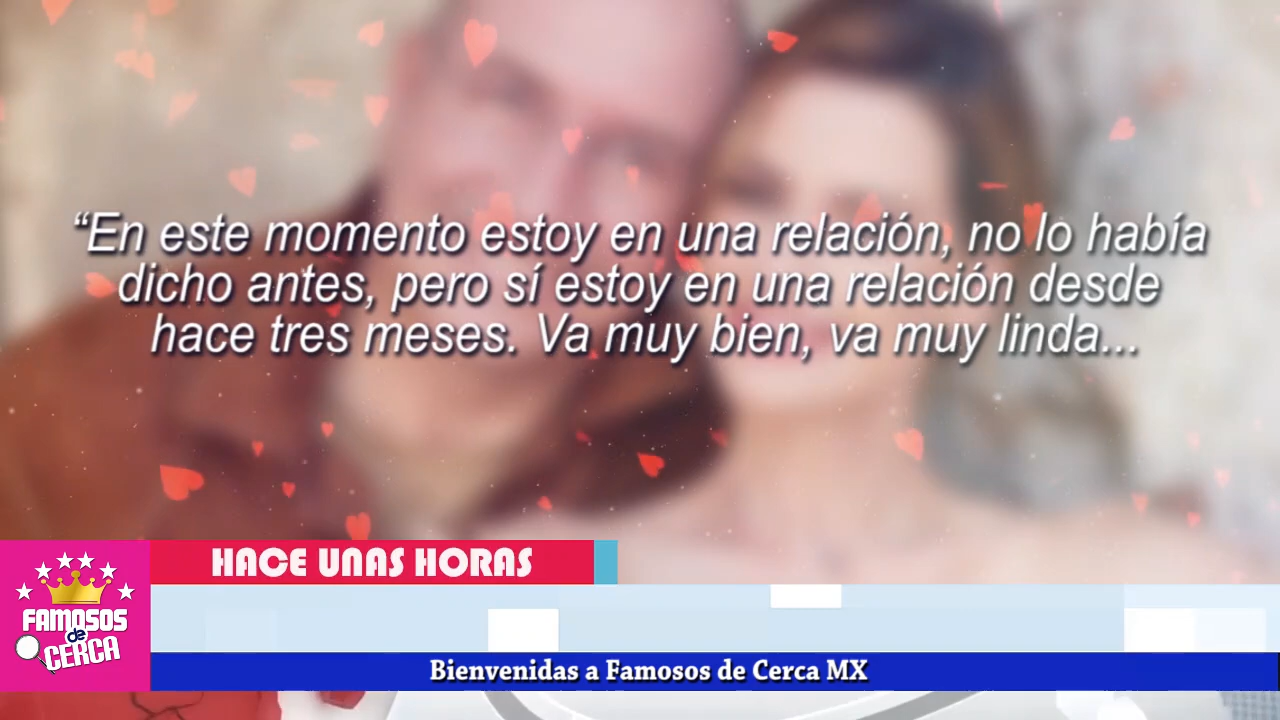 “En este momento estoy en una relación, no lo había
dicho antes, pero sí estoy en una relación desde
hace tres meses. Va muy bien, va muy linda...
HACE UNAS HORAS
FAMOSOS
de
CERCA
Bienvenidas a Famosos de Cerca MX